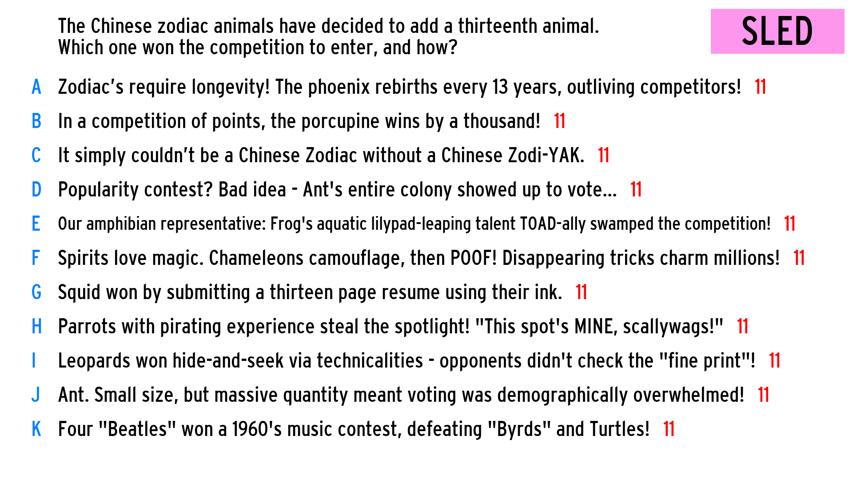 The Chinese zodiac animals have decided to add a thirteenth animal.
Which one won the competition to enter, and how?
SLED
A Zodiac's require longevity! The phoenix rebirths every 13 years, outliving competitors! 11
B In a competition of points, the porcupine wins by a thousand! 11
C It simply couldn't be a Chinese Zodiac without a Chinese Zodi-YAK. 11
D Popularity contest? Bad idea - Ant's entire colony showed up to vote... 11
E Our amphibian representative: Frog's aquatic lilypad-leaping talent TOAD-ally swamped the competition! 11
F Spirits love magic. Chameleons camouflage, then POOF! Disappearing tricks charm millions! 11
G Squid won by submitting a thirteen page resume using their ink. 11
H Parrots with pirating experience steal the spotlight! "This spot's MINE, scallywags!" 11
I Leopards won hide-and-seek via technicalities - opponents didn't check the "fine print"! 11
J Ant. Small size, but massive quantity meant voting was demographically overwhelmed! 11
K Four "Beatles" won a 1960's music contest, defeating "Byrds" and Turtles! 11